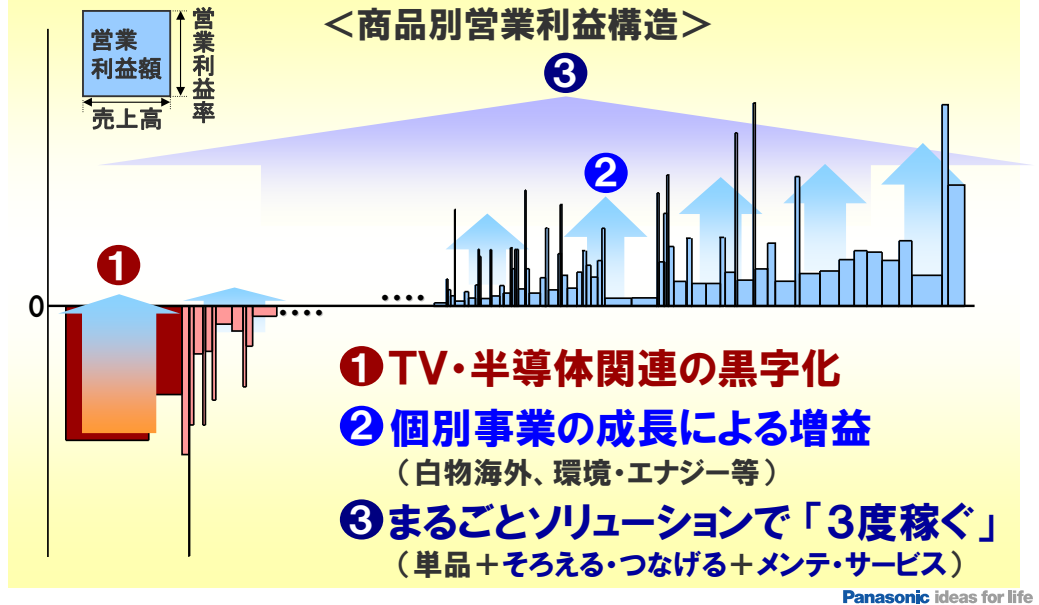 ＜商品別営業利益構造＞
営業
利益額
営業利益率
売上高
❸
❷
❶
0
••••
••••
❶TV・半導体関連の黒字化
❷個別事業の成長による増益
（白物海外、環境・エナジー等）
❸まるごとソリューションで「３度稼ぐ」
（単品＋そろえる・つなげる＋メンテ・サービス）
Panasonic ideas for life